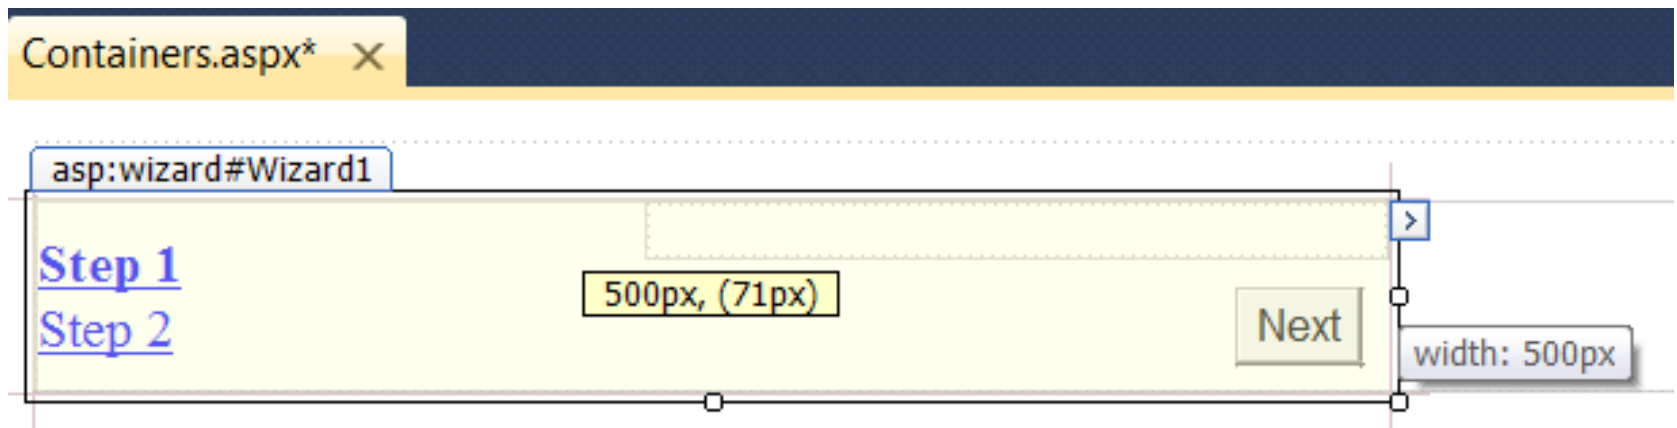 Containers.aspx*
asp:wizard#Wizard1
Step 1
500px, (71px)
Step 2
Next
width: 500px